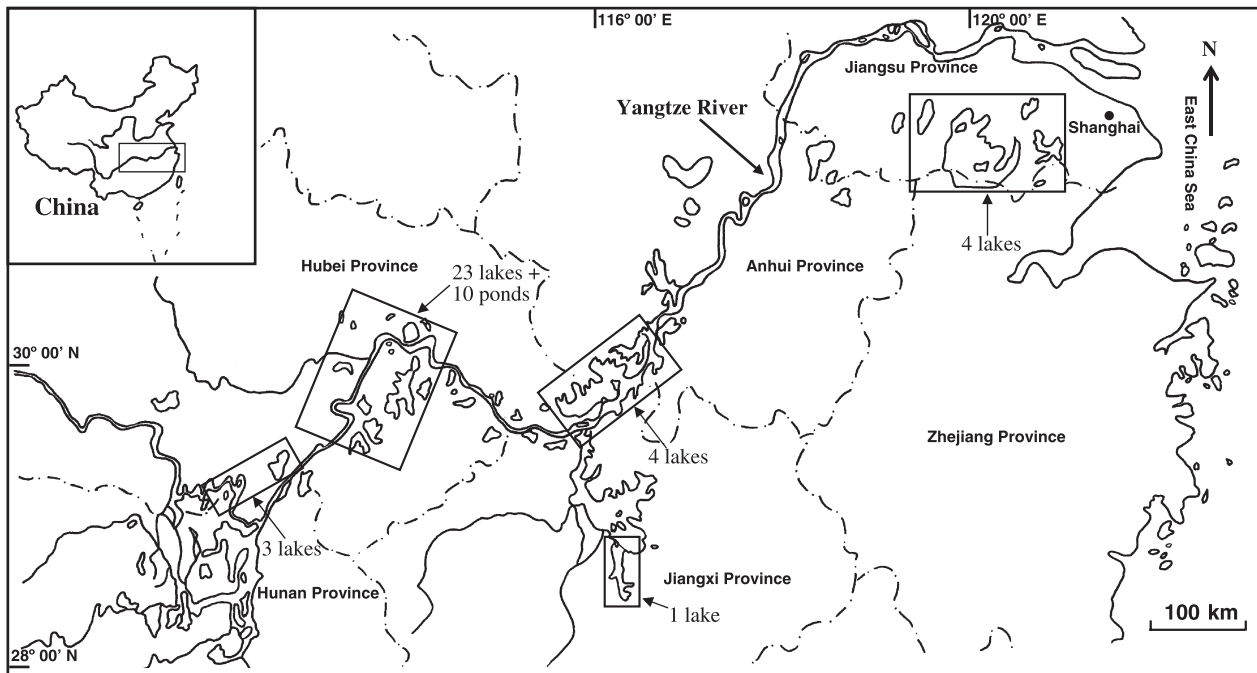 116° 00' E
120° 00' E
N
Jiangsu Province
Yangtze River
Shanghai
East China Sea
China
4 lakes
Hubei Province
23 lakes +
10 ponds
Anhui Province
30° 00' N
Zhejiang Province
4 lakes
3 lakes
Hunan Province
Jiangxi Province
1 lake
100 km
28° 00' N